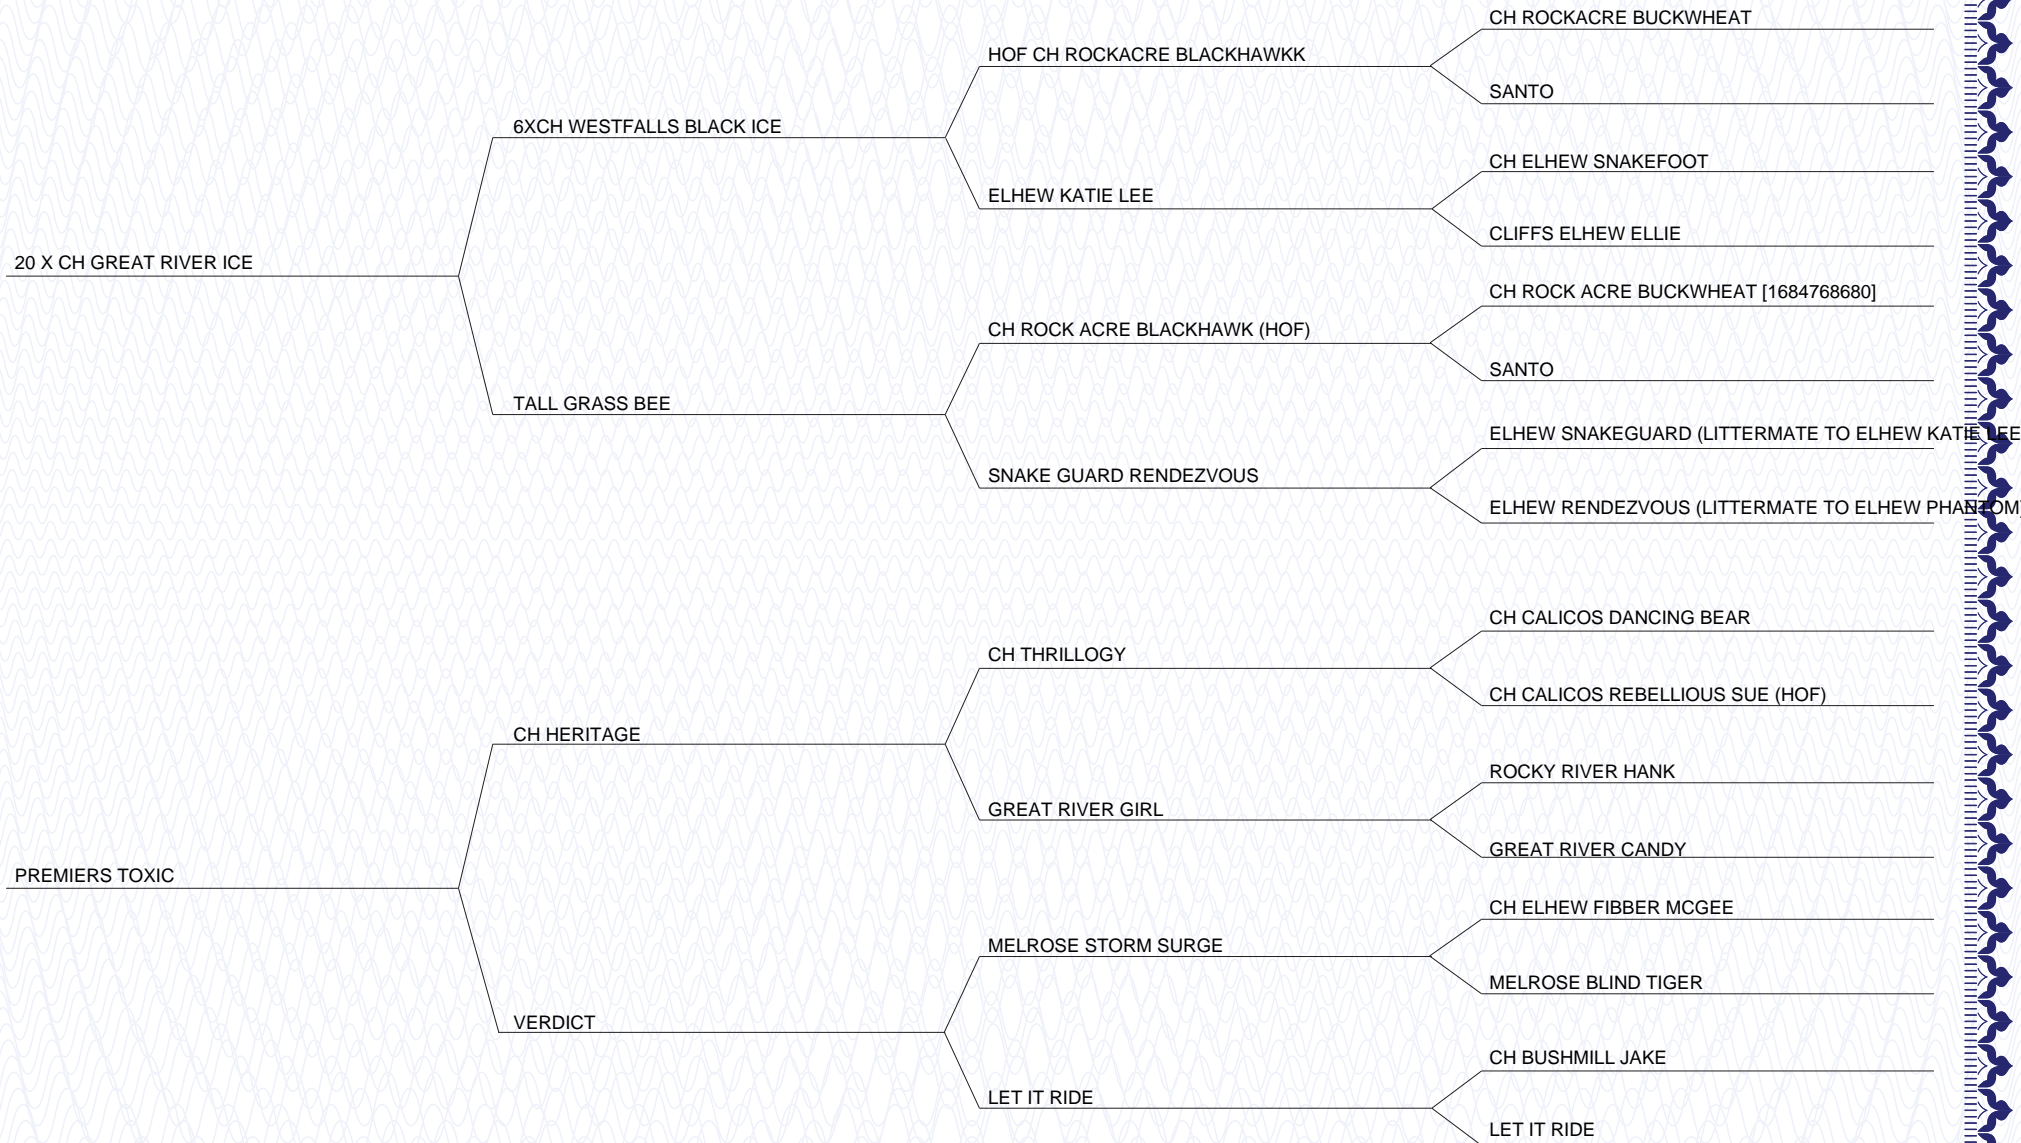 CH ROCKACRE BUCKWHEAT
HOF CH ROCKACRE BLACKHAWKK
SANTO
6XCH WESTFALLS BLACK ICE
CH ELHEW SNAKEFOOT
ELHEW KATIE LEE
CLIFFS ELHEW ELLIE
20 X CH GREAT RIVER ICE
CH ROCK ACRE BUCKWHEAT [1684768680]
CH ROCK ACRE BLACKHAWK (HOF)
SANTO
TALL GRASS BEE
ELHEW SNAKEGUARD (LITTERMATE TO ELHEW KATIE LEE
SNAKE GUARD RENDEZVOUS
ELHEW RENDEZVOUS (LITTERMATE TO ELHEW PHANTOM)
CH CALICOS DANCING BEAR
CH THRILLOGY
CH CALICOS REBELLIOUS SUE (HOF)
CH HERITAGE
ROCKY RIVER HANK
GREAT RIVER GIRL
GREAT RIVER CANDY
PREMIERS TOXIC
CH ELHEW FIBBER MCGEE
MELROSE STORM SURGE
MELROSE BLIND TIGER
VERDICT
CH BUSHMILL JAKE
LET IT RIDE
LET IT RIDE